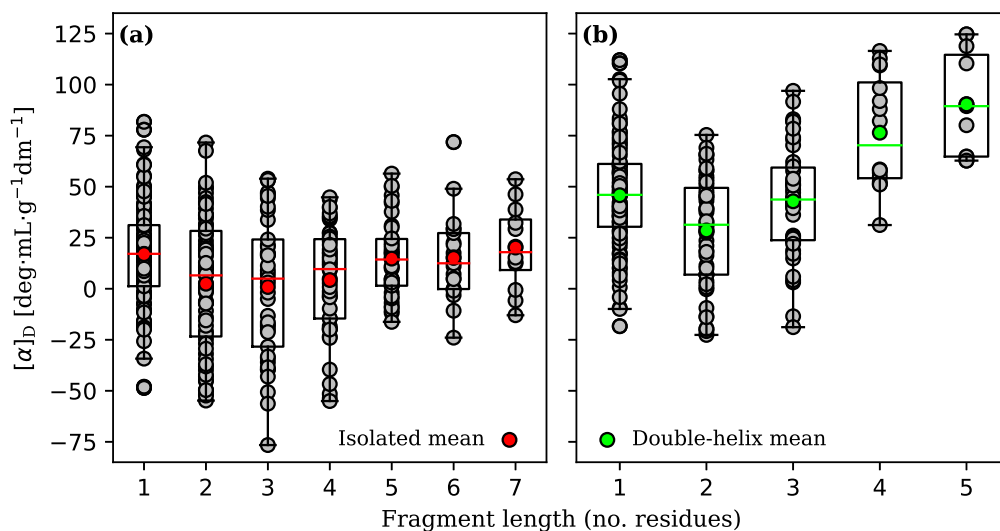 (a)
(b)
125
100
75
50
25
0
−25
−50
−75
[α]D [deg·mL·g−1dm−1]
Isolated mean
Double-helix mean
1 2 3 4 5 6 7
1 2 3 4 5
Fragment length (no. residues)